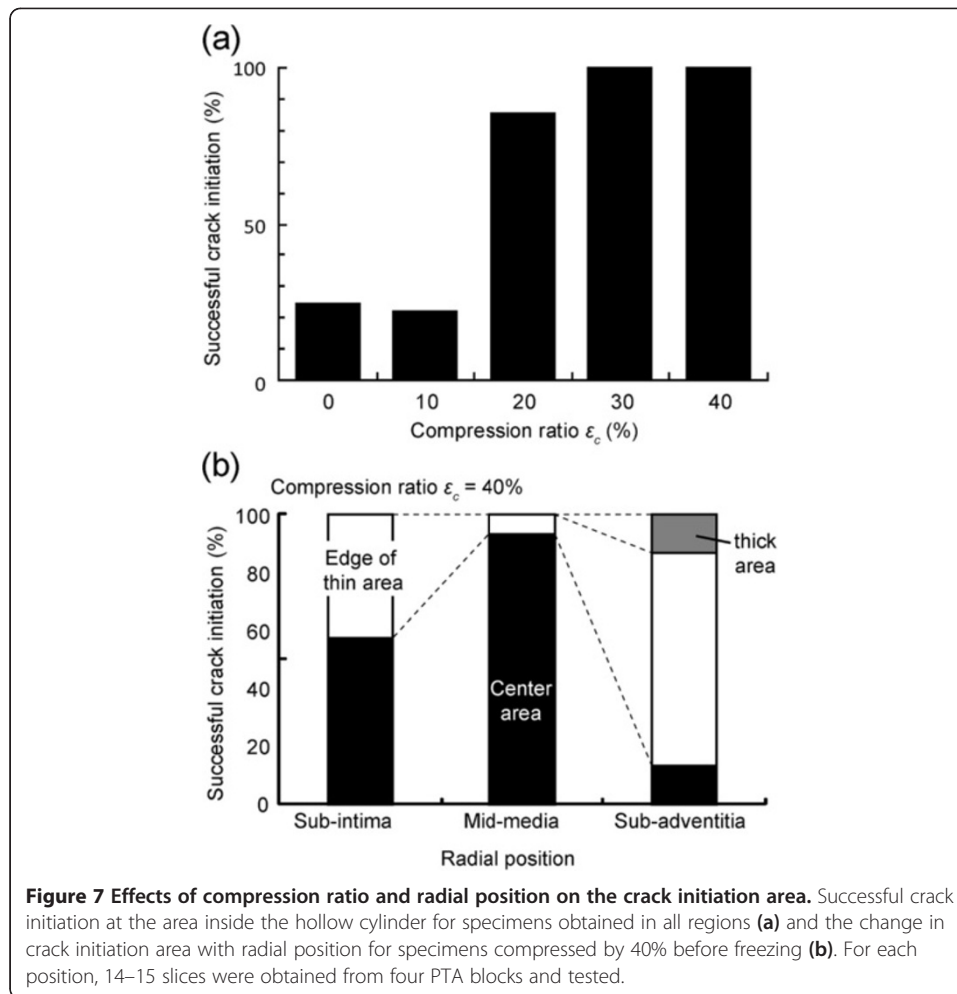 (a)
100
50
0
Successful crack initiation (%)
0 10 20 30 40
Compression ratio εc (%)
(b)
Compression ratio εc = 40%
100
80
60
40
20
0
Successful crack initiation (%)
Edge of
thin area
Center
area
thick
area
Sub-intima Mid-media Sub-adventitia
Radial position
Figure 7 Effects of compression ratio and radial position on the crack initiation area. Successful crack
initiation at the area inside the hollow cylinder for specimens obtained in all regions (a) and the change in
crack initiation area with radial position for specimens compressed by 40% before freezing (b). For each
position, 14–15 slices were obtained from four PTA blocks and tested.